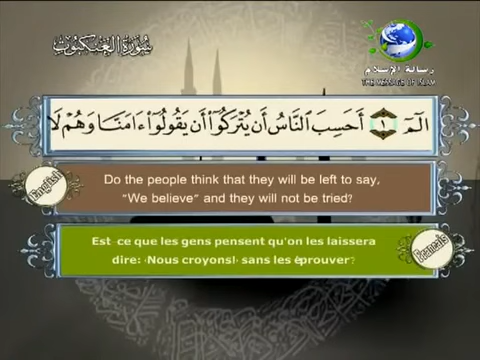 سورة العنكبوت
رسالة الإسلام
THE MESSAGE OF ISLAM
الٓمٓ ١ أَحَسِبَ ٱلنَّاسُ أَن يُتْرَكُوٓا۟ أَن يَقُولُوٓا۟ ءَامَنَّا وَهُمْ لَا
English
Do the people think that they will be left to say,
"We believe" and they will not be tried?
Est- ce que les gens pensent qu'on les laissera
dire: ‹Nous croyons!› sans les éprouver?
Francais